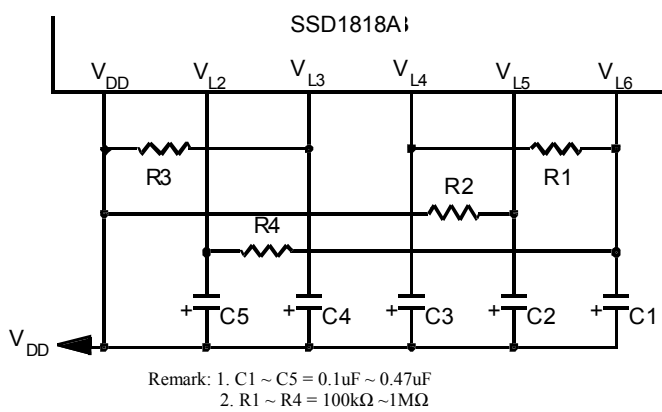 SSD1818A
VDD VL2 VL3 VL4 VL5 VL6
R3 R1
R2
R4
+ C5 + C4 + C3 + C2 + C1
VDD
Remark: 1. C1 ~ C5 = 0.1uF ~ 0.47uF
2. R1 ~ R4 = 100kΩ ~1MΩ